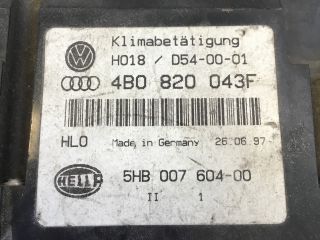 Klimabetätigung
H018 / D54-00-01
4B0 820 043F
HLO Made in Germany 26.06.97
HELLA 5HB 007 604-00
II 1